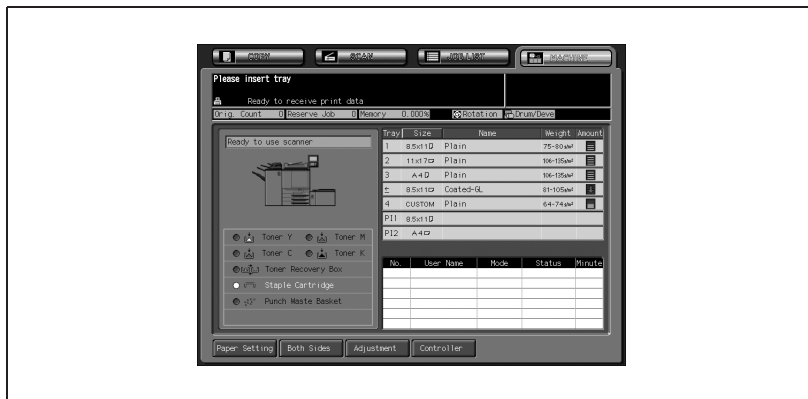 COPY SCAN JOB LIST MACHINE
Please insert tray
Ready to receive print data
Orig. Count 0 Reserve Job 0 Memory 0.000% Rotation Drum/Deve
Ready to use scanner
Tray Size Name Weight Amount
1 8.5x11 Plain 75-80g/m²
2 11x17 Plain 106-135g/m²
3 A4 Plain 106-135g/m²
± 8.5x11 Coated-GL 81-105g/m²
4 CUSTOM Plain 64-74g/m²
PI1 8.5x11
PI2 A4
Toner Y Toner M
Toner C Toner K
Toner Recovery Box
Staple Cartridge
Punch Waste Basket
No. User Name Mode Status Minute
Paper Setting Both Sides Adjustment Controller